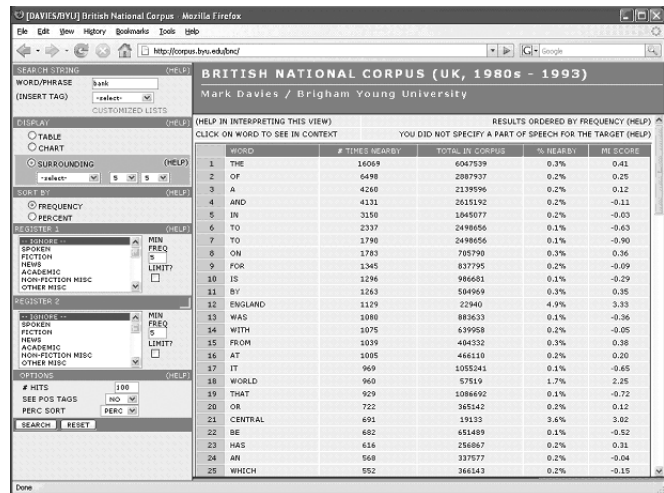 [DAVIES/BYU] British National Corpus - Mozilla Firefox
File Edit View History Bookmarks Tools Help
http://corpus.byu.edu/bnc/
Google
SEARCH STRING (HELP)
WORD/PHRASE bank
(INSERT TAG) -select-
CUSTOMIZED LISTS
DISPLAY (HELP)
TABLE
CHART
SURROUNDING (HELP)
-select- 5 5
SORT BY (HELP)
FREQUENCY
PERCENT
REGISTER 1 (HELP)
-- IGNORE -- MIN
SPOKEN FREQ
FICTION 5
NEWS LIMIT?
ACADEMIC
NON-FICTION MISC
OTHER MISC
REGISTER 2
-- IGNORE -- MIN
SPOKEN FREQ
FICTION 5
NEWS LIMIT?
ACADEMIC
NON-FICTION MISC
OTHER MISC
OPTIONS (HELP)
# HITS 100
SEE POS TAGS NO
PERC SORT PERC
SEARCH RESET
BRITISH NATIONAL CORPUS (UK, 1980s - 1993)
Mark Davies / Brigham Young University
(HELP IN INTERPRETING THIS VIEW) RESULTS ORDERED BY FREQUENCY (HELP)
CLICK ON WORD TO SEE IN CONTEXT YOU DID NOT SPECIFY A PART OF SPEECH FOR THE TARGET (HELP)
WORD # TIMES NEARBY TOTAL IN CORPUS % NEARBY MI SCORE
1 THE 16069 6047539 0.3% 0.41
2 OF 6498 2887937 0.2% 0.25
3 A 4260 2139596 0.2% 0.12
4 AND 4131 2615192 0.2% -0.11
5 IN 3150 1845077 0.2% -0.03
6 TO 2337 2498656 0.1% -0.63
7 TO 1790 2498656 0.1% -0.90
8 ON 1783 705790 0.3% 0.36
9 FOR 1345 837795 0.2% -0.09
10 IS 1296 986681 0.1% -0.29
11 BY 1263 504969 0.3% 0.35
12 ENGLAND 1129 22940 4.9% 3.33
13 WAS 1080 883633 0.1% -0.36
14 WITH 1075 639958 0.2% -0.05
15 FROM 1039 404332 0.3% 0.38
16 AT 1005 466110 0.2% 0.20
17 IT 969 1055241 0.1% -0.65
18 WORLD 960 57519 1.7% 2.25
19 THAT 929 1086692 0.1% -0.72
20 OR 722 365142 0.2% 0.12
21 CENTRAL 691 19133 3.6% 3.02
22 BE 682 651489 0.1% -0.52
23 HAS 616 256867 0.2% 0.31
24 AN 568 337577 0.2% -0.04
25 WHICH 552 366143 0.2% -0.15
Done